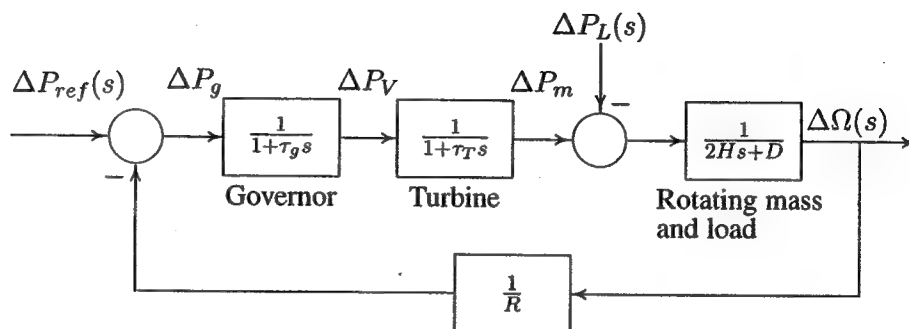 ΔP_L(s)
ΔP_ref(s)
ΔP_g
ΔP_V
ΔP_m
−
ΔΩ(s)
1/(1+τ_g s)
1/(1+τ_T s)
1/(2Hs+D)
−
Governor
Turbine
Rotating mass
and load
1/R